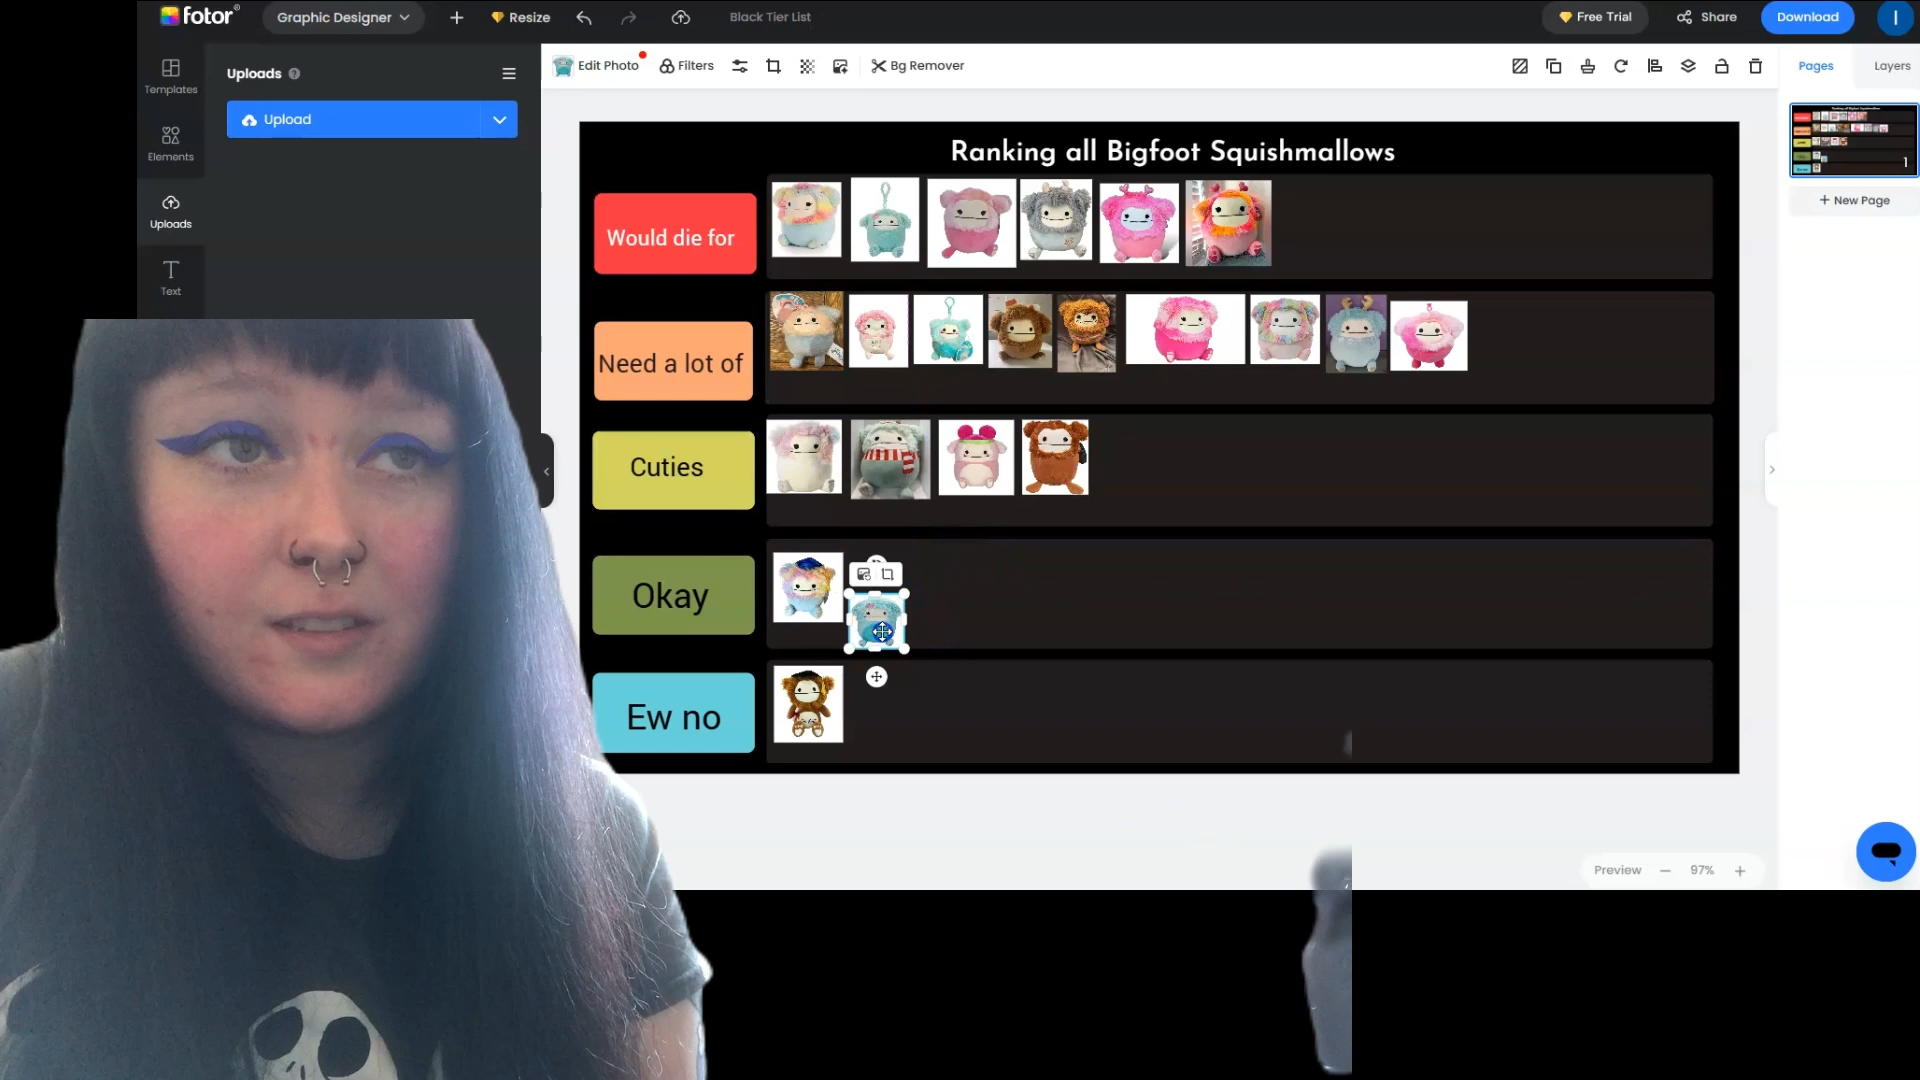 fotor
Graphic Designer
Resize
Black Tier List
Free Trial
Share
Download
I
Templates
Elements
Uploads
Text
Uploads
Upload
Edit Photo
Filters
Bg Remover
Pages
Layers
1
+ New Page
Ranking all Bigfoot Squishmallows
Would die for
Need a lot of
Cuties
Okay
Ew no
Preview
97%